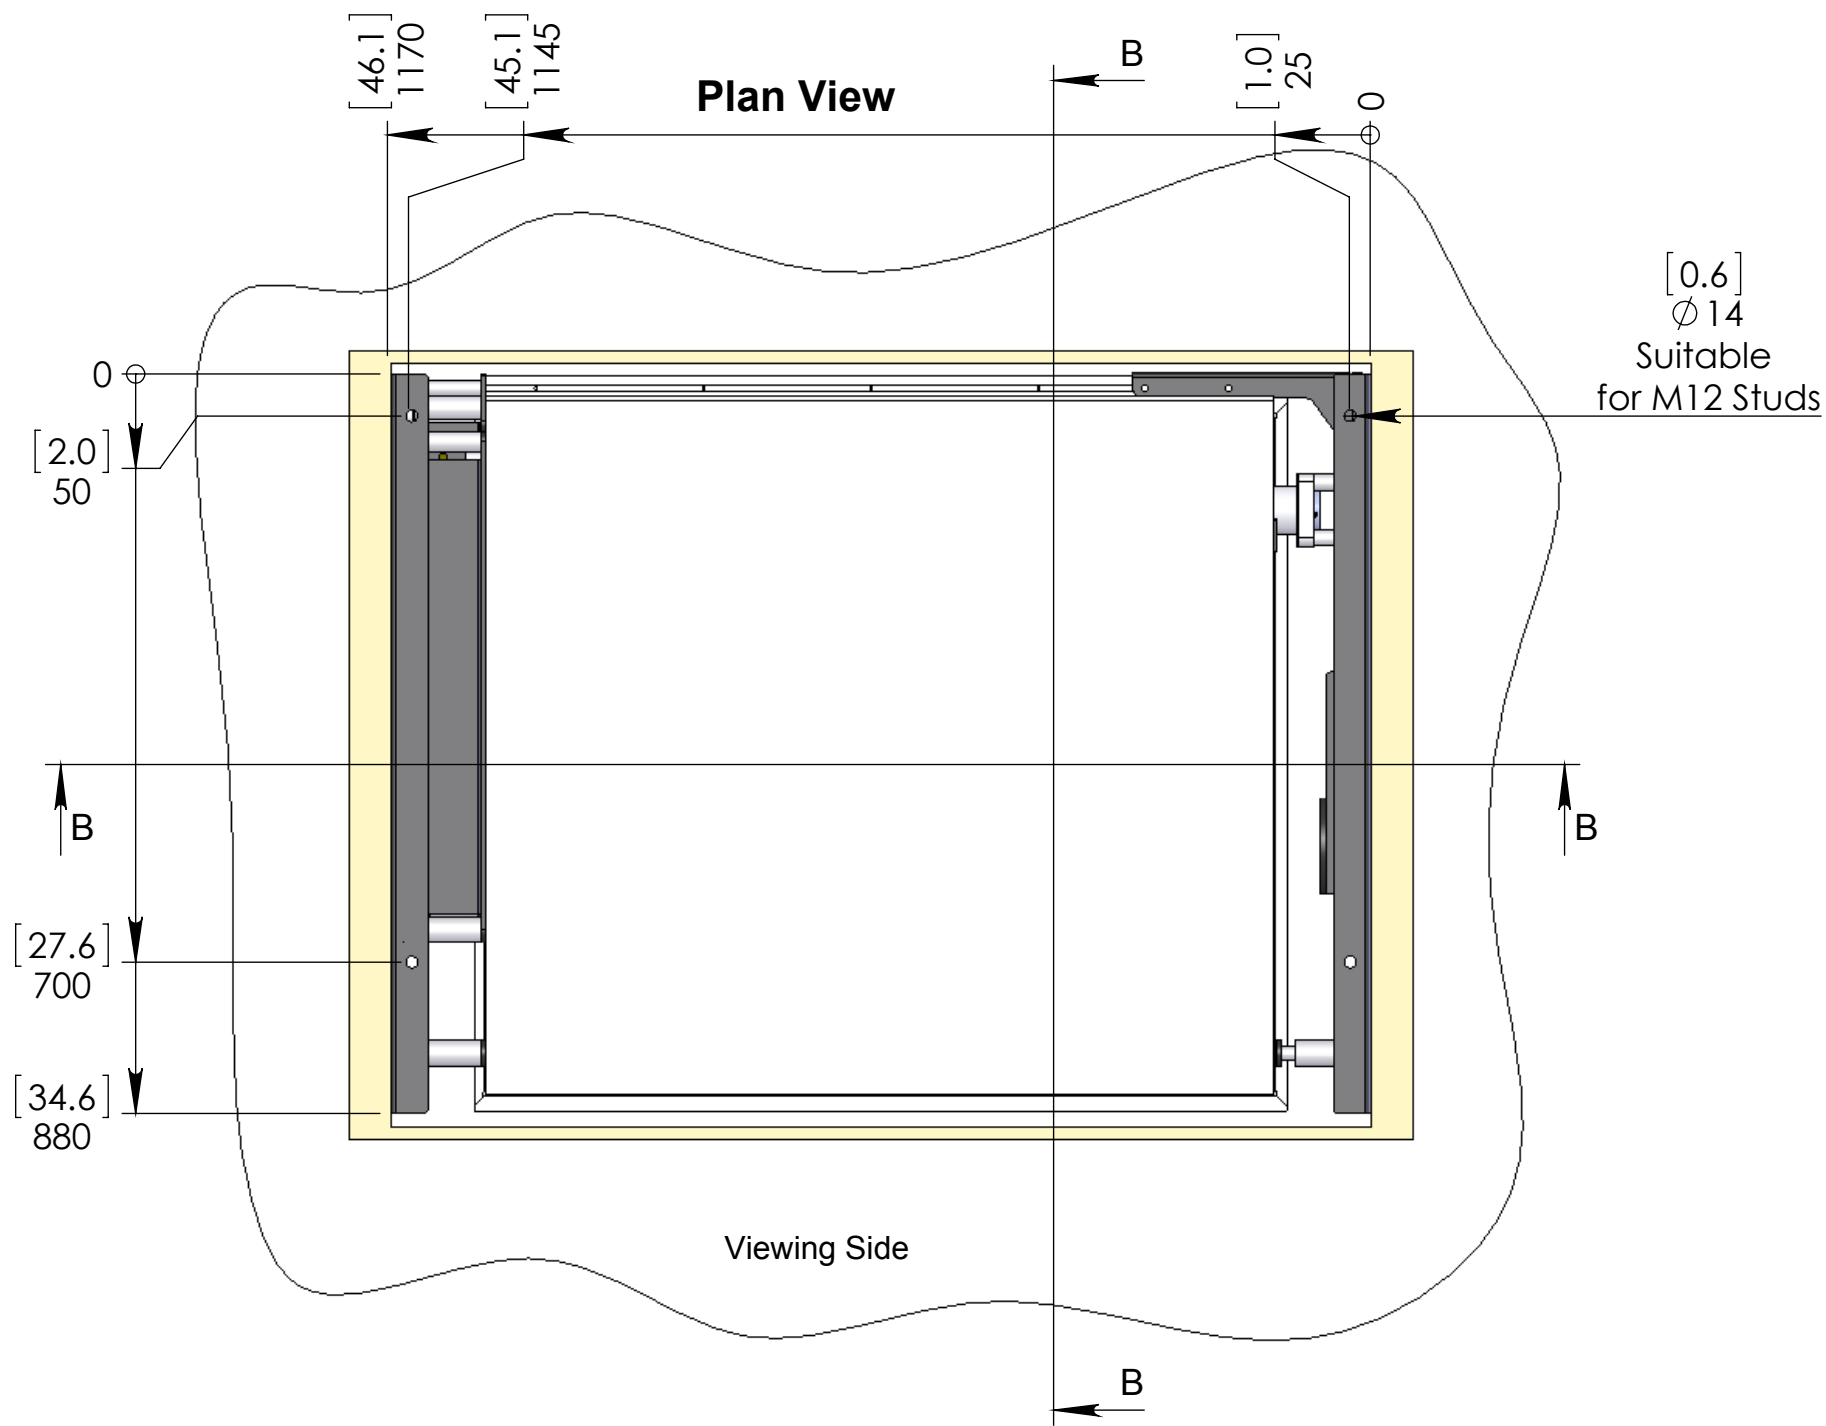 [46.1]
1170
[45.1]
1145
Plan View
B
[1.0]
25
0
[0.6]
∅14
Suitable
for M12 Studs
0
[2.0]
50
B
B
[27.6]
700
[34.6]
880
Viewing Side
B